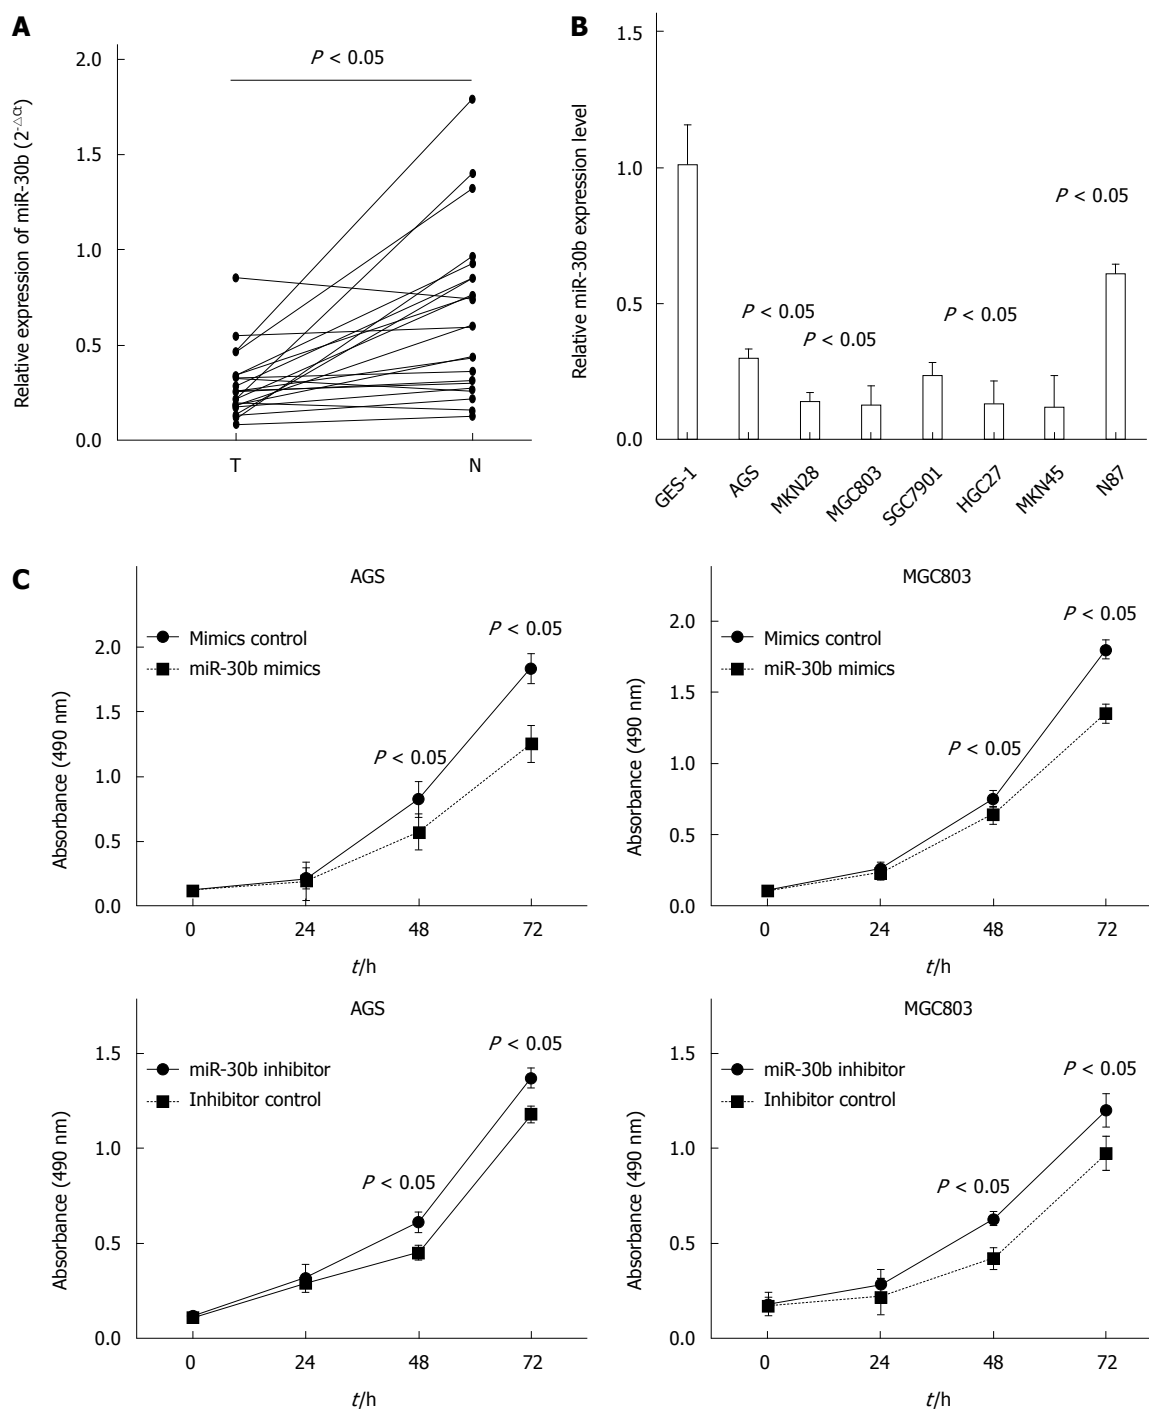 A
P < 0.05
Relative expression of miR-30b (2^-△Ct)
2.0
1.5
1.0
0.5
0.0
T N
B
Relative miR-30b expression level
1.5
1.0
0.5
0.0
P < 0.05
P < 0.05
P < 0.05
P < 0.05
GES-1 AGS MKN28 MGC803 SGC7901 HGC27 MKN45 N87
C
AGS
Mimics control
miR-30b mimics
P < 0.05
P < 0.05
Absorbance (490 nm)
2.0
1.5
1.0
0.5
0.0
0 24 48 72
t/h
MGC803
Mimics control
miR-30b mimics
P < 0.05
P < 0.05
Absorbance (490 nm)
2.0
1.5
1.0
0.5
0.0
0 24 48 72
t/h
AGS
miR-30b inhibitor
Inhibitor control
P < 0.05
P < 0.05
Absorbance (490 nm)
1.5
1.0
0.5
0.0
0 24 48 72
t/h
MGC803
miR-30b inhibitor
Inhibitor control
P < 0.05
P < 0.05
Absorbance (490 nm)
1.5
1.0
0.5
0.0
0 24 48 72
t/h